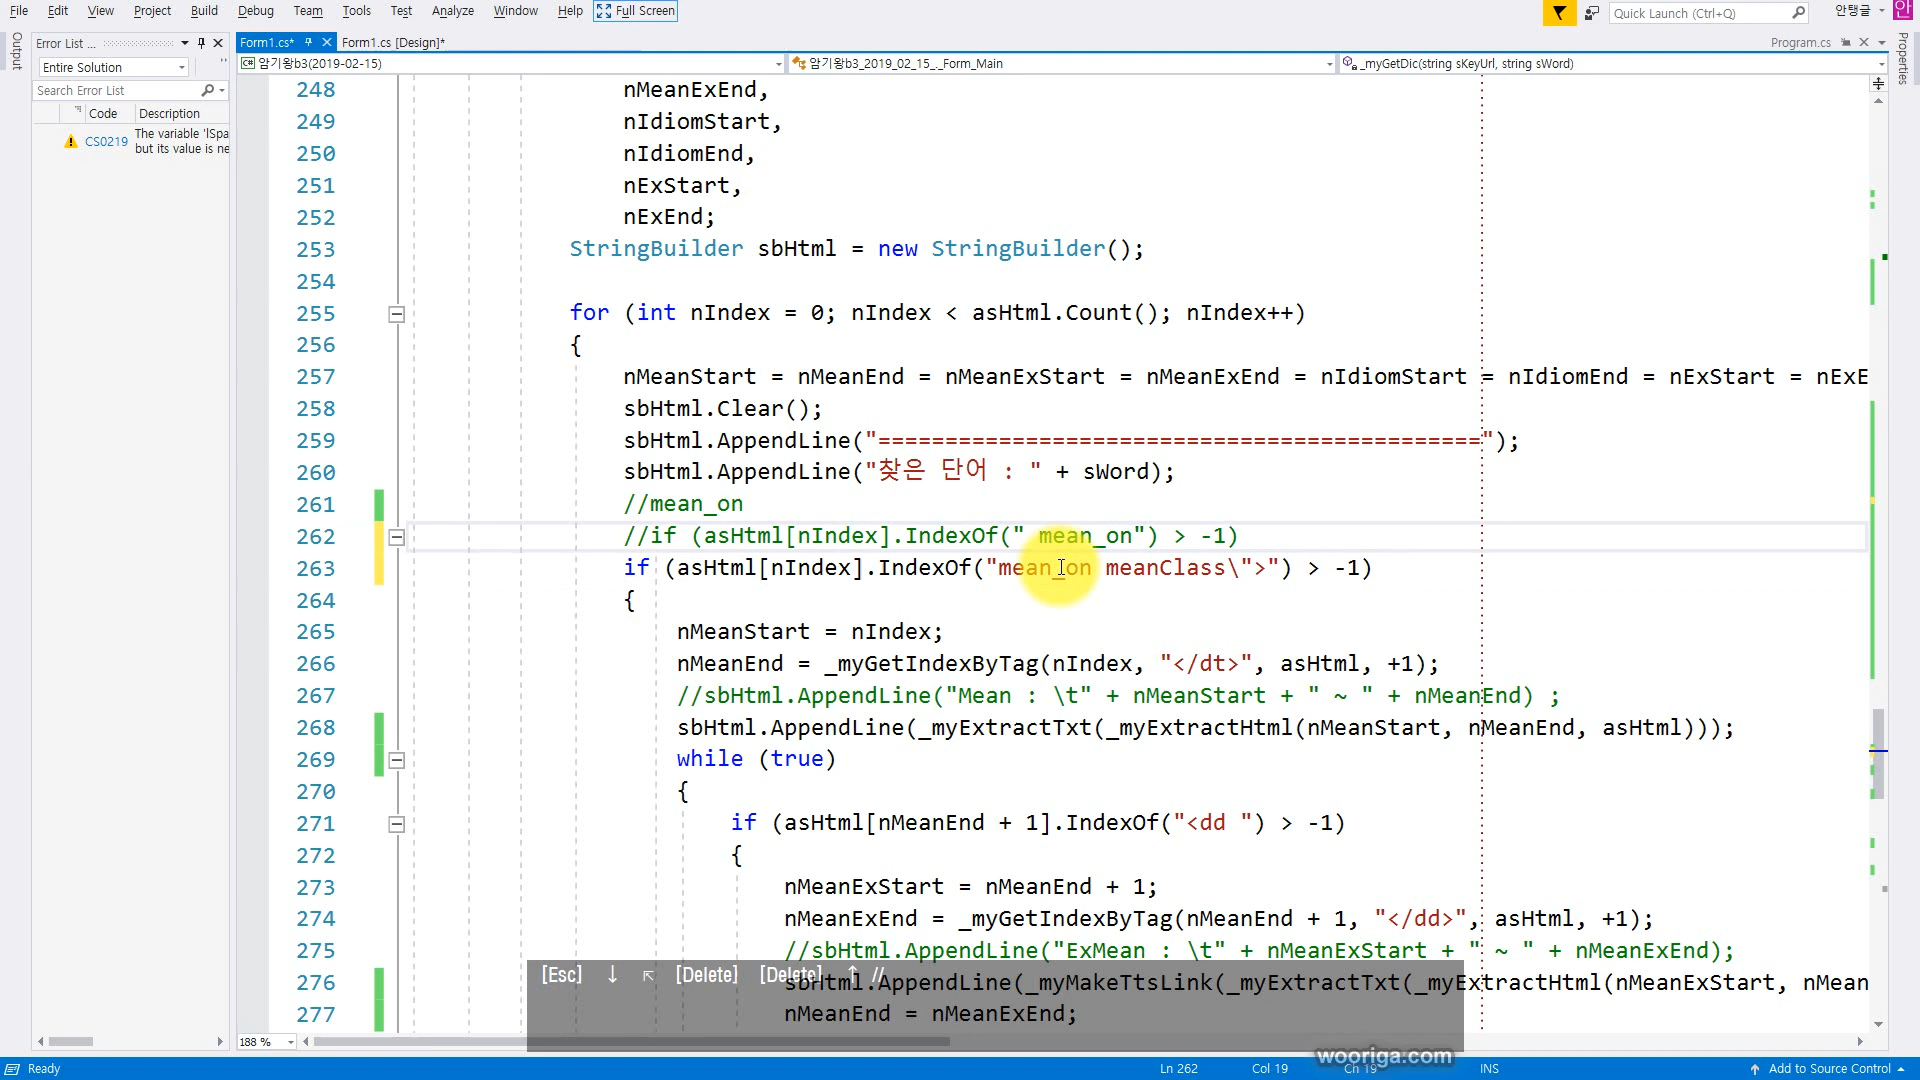 File Edit View Project Build Debug Team Tools Test Analyze Window Help Full Screen Quick Launch (Ctrl+Q) 안탱글 안
Output
Error List ...
Form1.cs* Form1.cs [Design]* Program.cs
Properties
Entire Solution
암기왕b3(2019-02-15) 암기왕b3_2019_02_15_._Form_Main _myGetDic(string sKeyUrl, string sWord)
Search Error List
Code Description
CS0219 The variable 'lSpa
but its value is ne
248 nMeanExEnd,
249 nIdiomStart,
250 nIdiomEnd,
251 nExStart,
252 nExEnd;
253 StringBuilder sbHtml = new StringBuilder();
254
255 for (int nIndex = 0; nIndex < asHtml.Count(); nIndex++)
256 {
257 nMeanStart = nMeanEnd = nMeanExStart = nMeanExEnd = nIdiomStart = nIdiomEnd = nExStart = nExE
258 sbHtml.Clear();
259 sbHtml.AppendLine("=============================================");
260 sbHtml.AppendLine("찾은 단어 : " + sWord);
261 //mean_on
262 //if (asHtml[nIndex].IndexOf(" mean_on") > -1)
263 if (asHtml[nIndex].IndexOf("mean_on meanClass\">") > -1)
264 {
265 nMeanStart = nIndex;
266 nMeanEnd = _myGetIndexByTag(nIndex, "</dt>", asHtml, +1);
267 //sbHtml.AppendLine("Mean : \t" + nMeanStart + " ~ " + nMeanEnd) ;
268 sbHtml.AppendLine(_myExtractTxt(_myExtractHtml(nMeanStart, nMeanEnd, asHtml)));
269 while (true)
270 {
271 if (asHtml[nMeanEnd + 1].IndexOf("<dd ") > -1)
272 {
273 nMeanExStart = nMeanEnd + 1;
274 nMeanExEnd = _myGetIndexByTag(nMeanEnd + 1, "</dd>", asHtml, +1);
275 //sbHtml.AppendLine("ExMean : \t" + nMeanExStart + " ~ " + nMeanExEnd);
276 sbHtml.AppendLine(_myMakeTtsLink(_myExtractTxt(_myExtractHtml(nMeanExStart, nMean
277 nMeanEnd = nMeanExEnd;
[Esc] ↓ ↖ [Delete] [Delete] ↑ //
188 %
wooriga.com
Ready Ln 262 Col 19 Ch 19 INS Add to Source Control